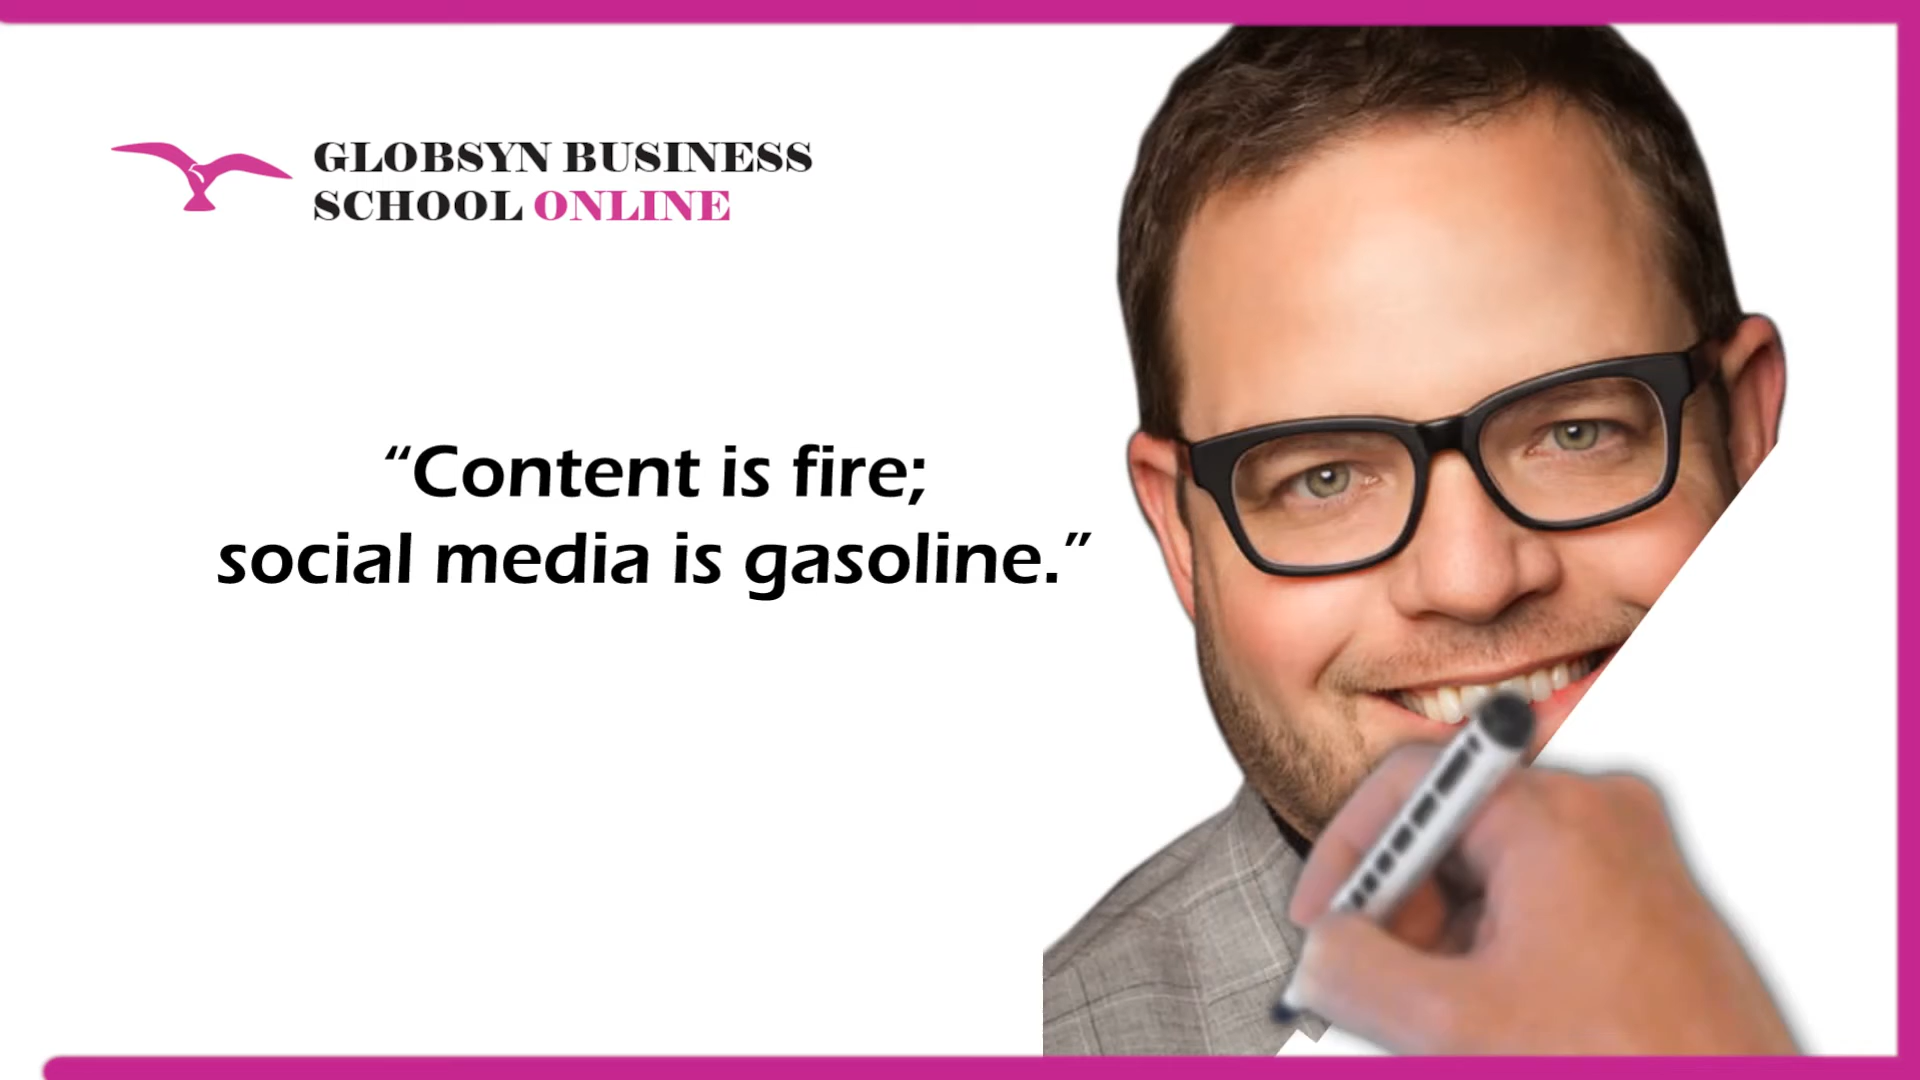 GLOBSYN BUSINESS
SCHOOL ONLINE
“Content is fire;
social media is gasoline.”